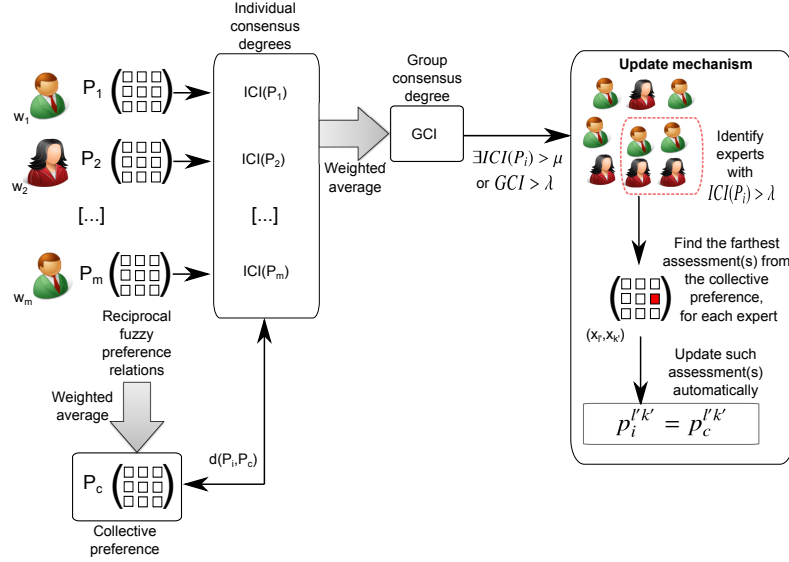 Individual
consensus
degrees
w1
P1
ICI(P1)
w2
P2
ICI(P2)
[...]
[...]
wm
Pm
ICI(Pm)
Reciprocal
fuzzy
preference
relations
Weighted
average
Pc
d(Pi,Pc)
Collective
preference
Weighted
average
Group
consensus
degree
GCI
∃ICI(Pi) > μ
or GCI > λ
Update mechanism
Identify
experts
with
ICI(Pi) > λ
Find the farthest
assessment(s) from
the collective
preference,
for each expert
(xl',xk')
Update such
assessment(s)
automatically
p_i^{l'k'} = p_c^{l'k'}